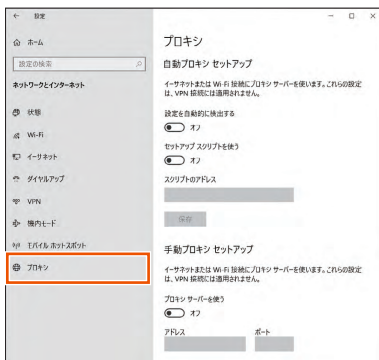 ← 設定
ホーム
設定の検索
ネットワークとインターネット
状態
Wi-Fi
イーサネット
ダイヤルアップ
VPN
機内モード
モバイル ホットスポット
プロキシ
プロキシ
自動プロキシ セットアップ
イーサネットまたは Wi-Fi 接続にプロキシ サーバーを使います。これらの設定
は、VPN 接続には適用されません。
設定を自動的に検出する
オフ
セットアップ スクリプトを使う
オフ
スクリプトのアドレス
保存
手動プロキシ セットアップ
イーサネットまたは Wi-Fi 接続にプロキシ サーバーを使います。これらの設定
は、VPN 接続には適用されません。
プロキシ サーバーを使う
オフ
アドレス ポート